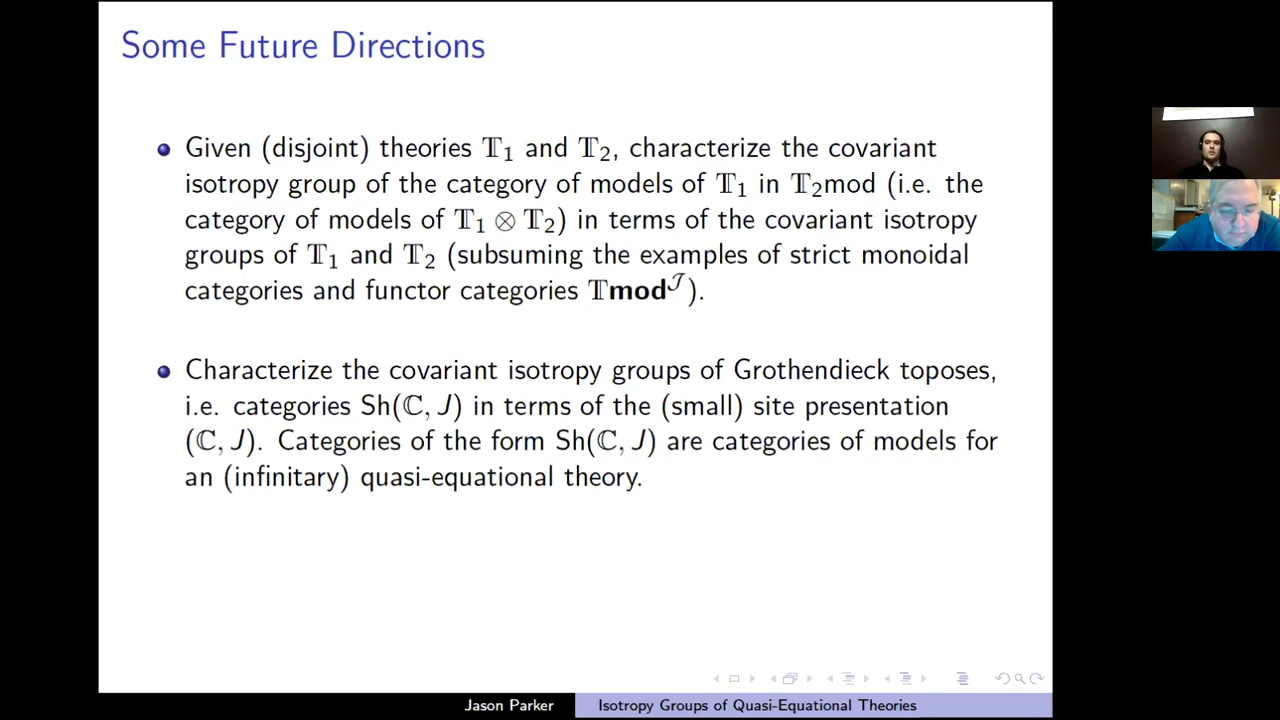 Some Future Directions
Given (disjoint) theories 𝕋₁ and 𝕋₂, characterize the covariant
isotropy group of the category of models of 𝕋₁ in 𝕋₂mod (i.e. the
category of models of 𝕋₁ ⊗ 𝕋₂) in terms of the covariant isotropy
groups of 𝕋₁ and 𝕋₂ (subsuming the examples of strict monoidal
categories and functor categories 𝕋mod^𝒥).
Characterize the covariant isotropy groups of Grothendieck toposes,
i.e. categories Sh(ℂ, J) in terms of the (small) site presentation
(ℂ, J). Categories of the form Sh(ℂ, J) are categories of models for
an (infinitary) quasi-equational theory.
Jason Parker
Isotropy Groups of Quasi-Equational Theories